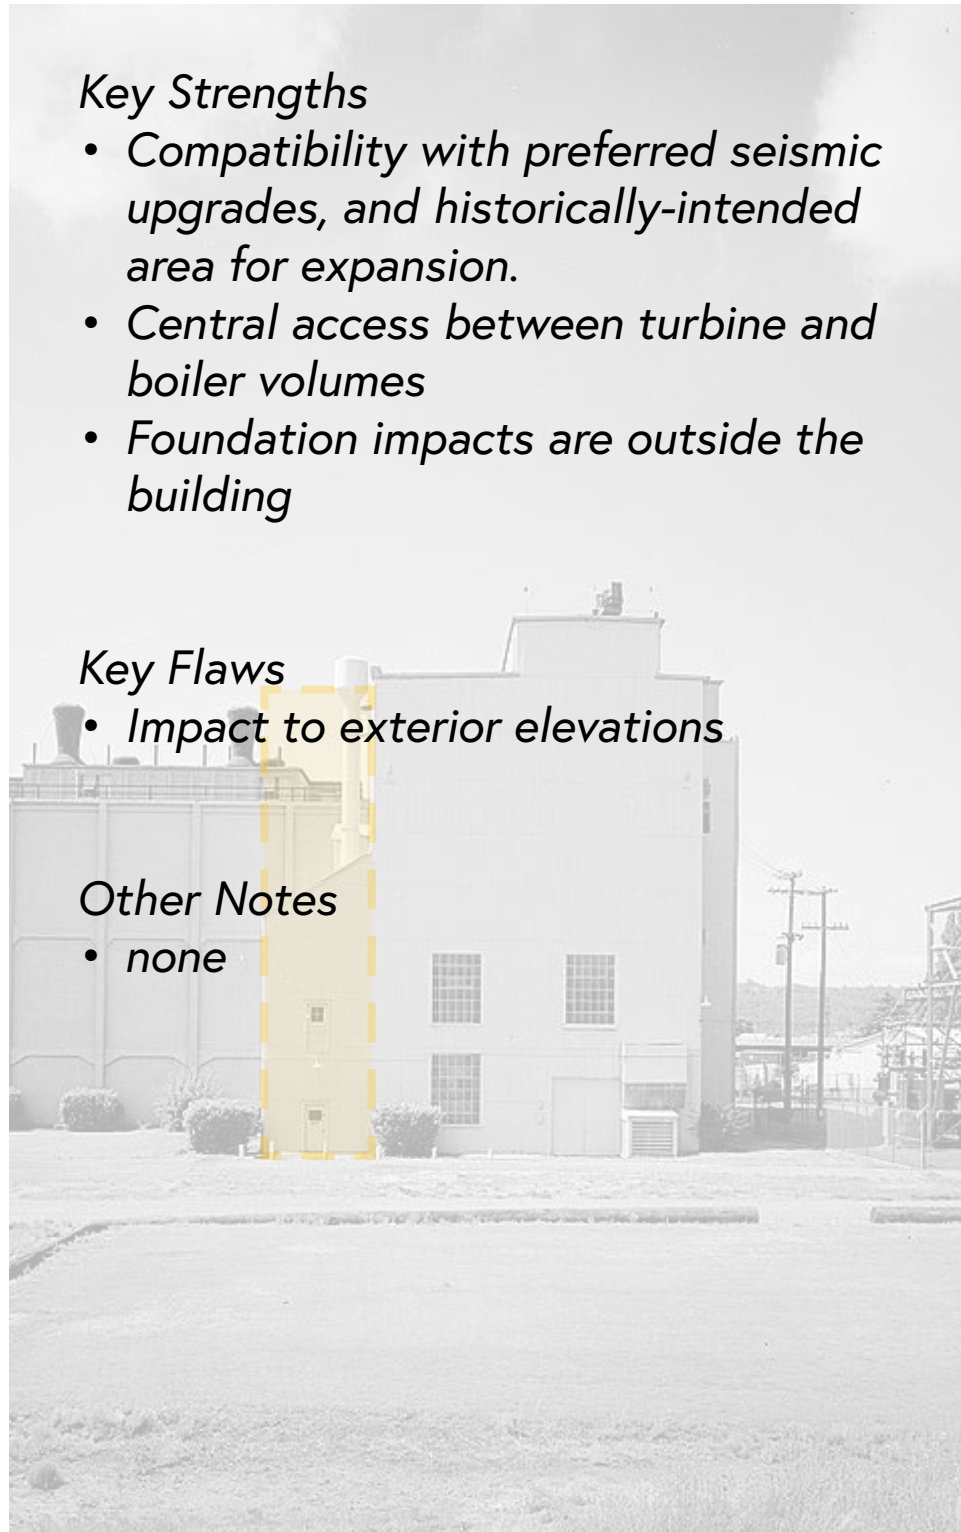 Key Strengths
• Compatibility with preferred seismic
upgrades, and historically-intended
area for expansion.
• Central access between turbine and
boiler volumes
• Foundation impacts are outside the
building
Key Flaws
• Impact to exterior elevations
Other Notes
• none